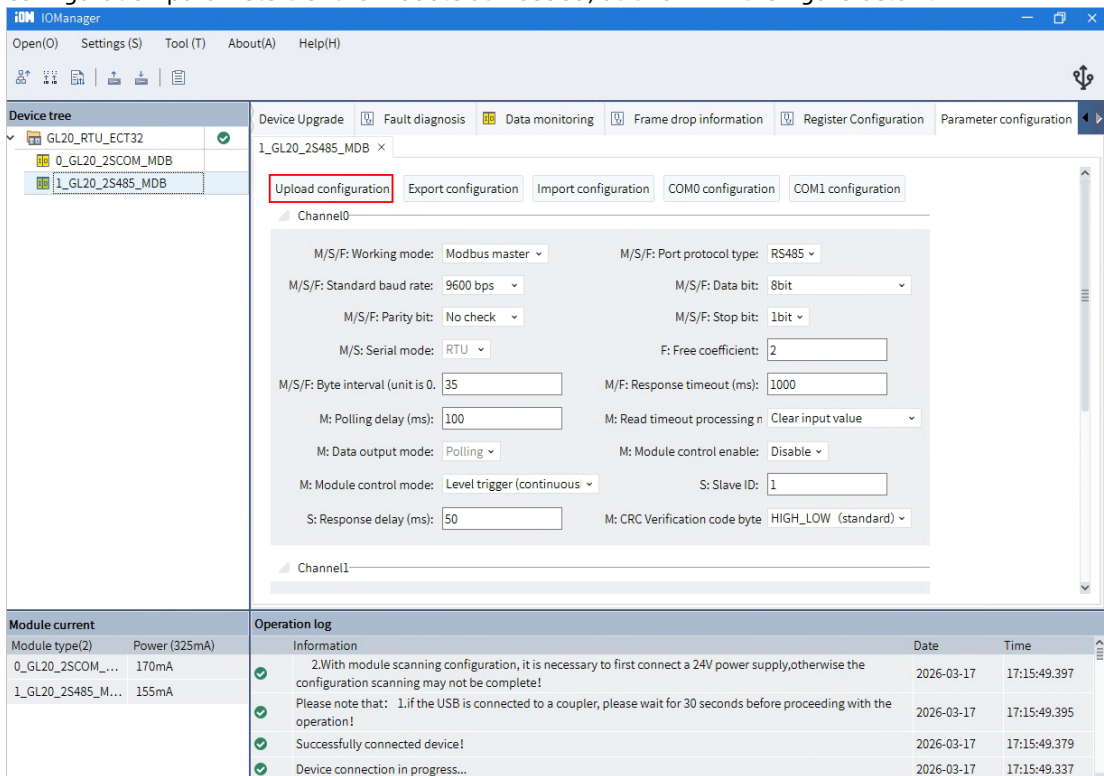 iOM IOManager
Open(O) Settings (S) Tool (T) About(A) Help(H)
Device tree
GL20_RTU_ECT32
0_GL20_2SCOM_MDB
1_GL20_2S485_MDB
Device Upgrade Fault diagnosis Data monitoring Frame drop information Register Configuration Parameter configuration
1_GL20_2S485_MDB ×
Upload configuration Export configuration Import configuration COM0 configuration COM1 configuration
Channel0
M/S/F: Working mode: Modbus master M/S/F: Port protocol type: RS485
M/S/F: Standard baud rate: 9600 bps M/S/F: Data bit: 8bit
M/S/F: Parity bit: No check M/S/F: Stop bit: 1bit
M/S: Serial mode: RTU F: Free coefficient: 2
M/S/F: Byte interval (unit is 0. 35 M/F: Response timeout (ms): 1000
M: Polling delay (ms): 100 M: Read timeout processing n Clear input value
M: Data output mode: Polling M: Module control enable: Disable
M: Module control mode: Level trigger (continuous S: Slave ID: 1
S: Response delay (ms): 50 M: CRC Verification code byte HIGH_LOW (standard)
Channel1
Module current
Module type(2) Power (325mA)
0_GL20_2SCOM_... 170mA
1_GL20_2S485_M... 155mA
Operation log
Information Date Time
2.With module scanning configuration, it is necessary to first connect a 24V power supply,otherwise the
configuration scanning may not be complete! 2026-03-17 17:15:49.397
Please note that: 1.if the USB is connected to a coupler, please wait for 30 seconds before proceeding with the
operation! 2026-03-17 17:15:49.395
Successfully connected device! 2026-03-17 17:15:49.379
Device connection in progress... 2026-03-17 17:15:49.337